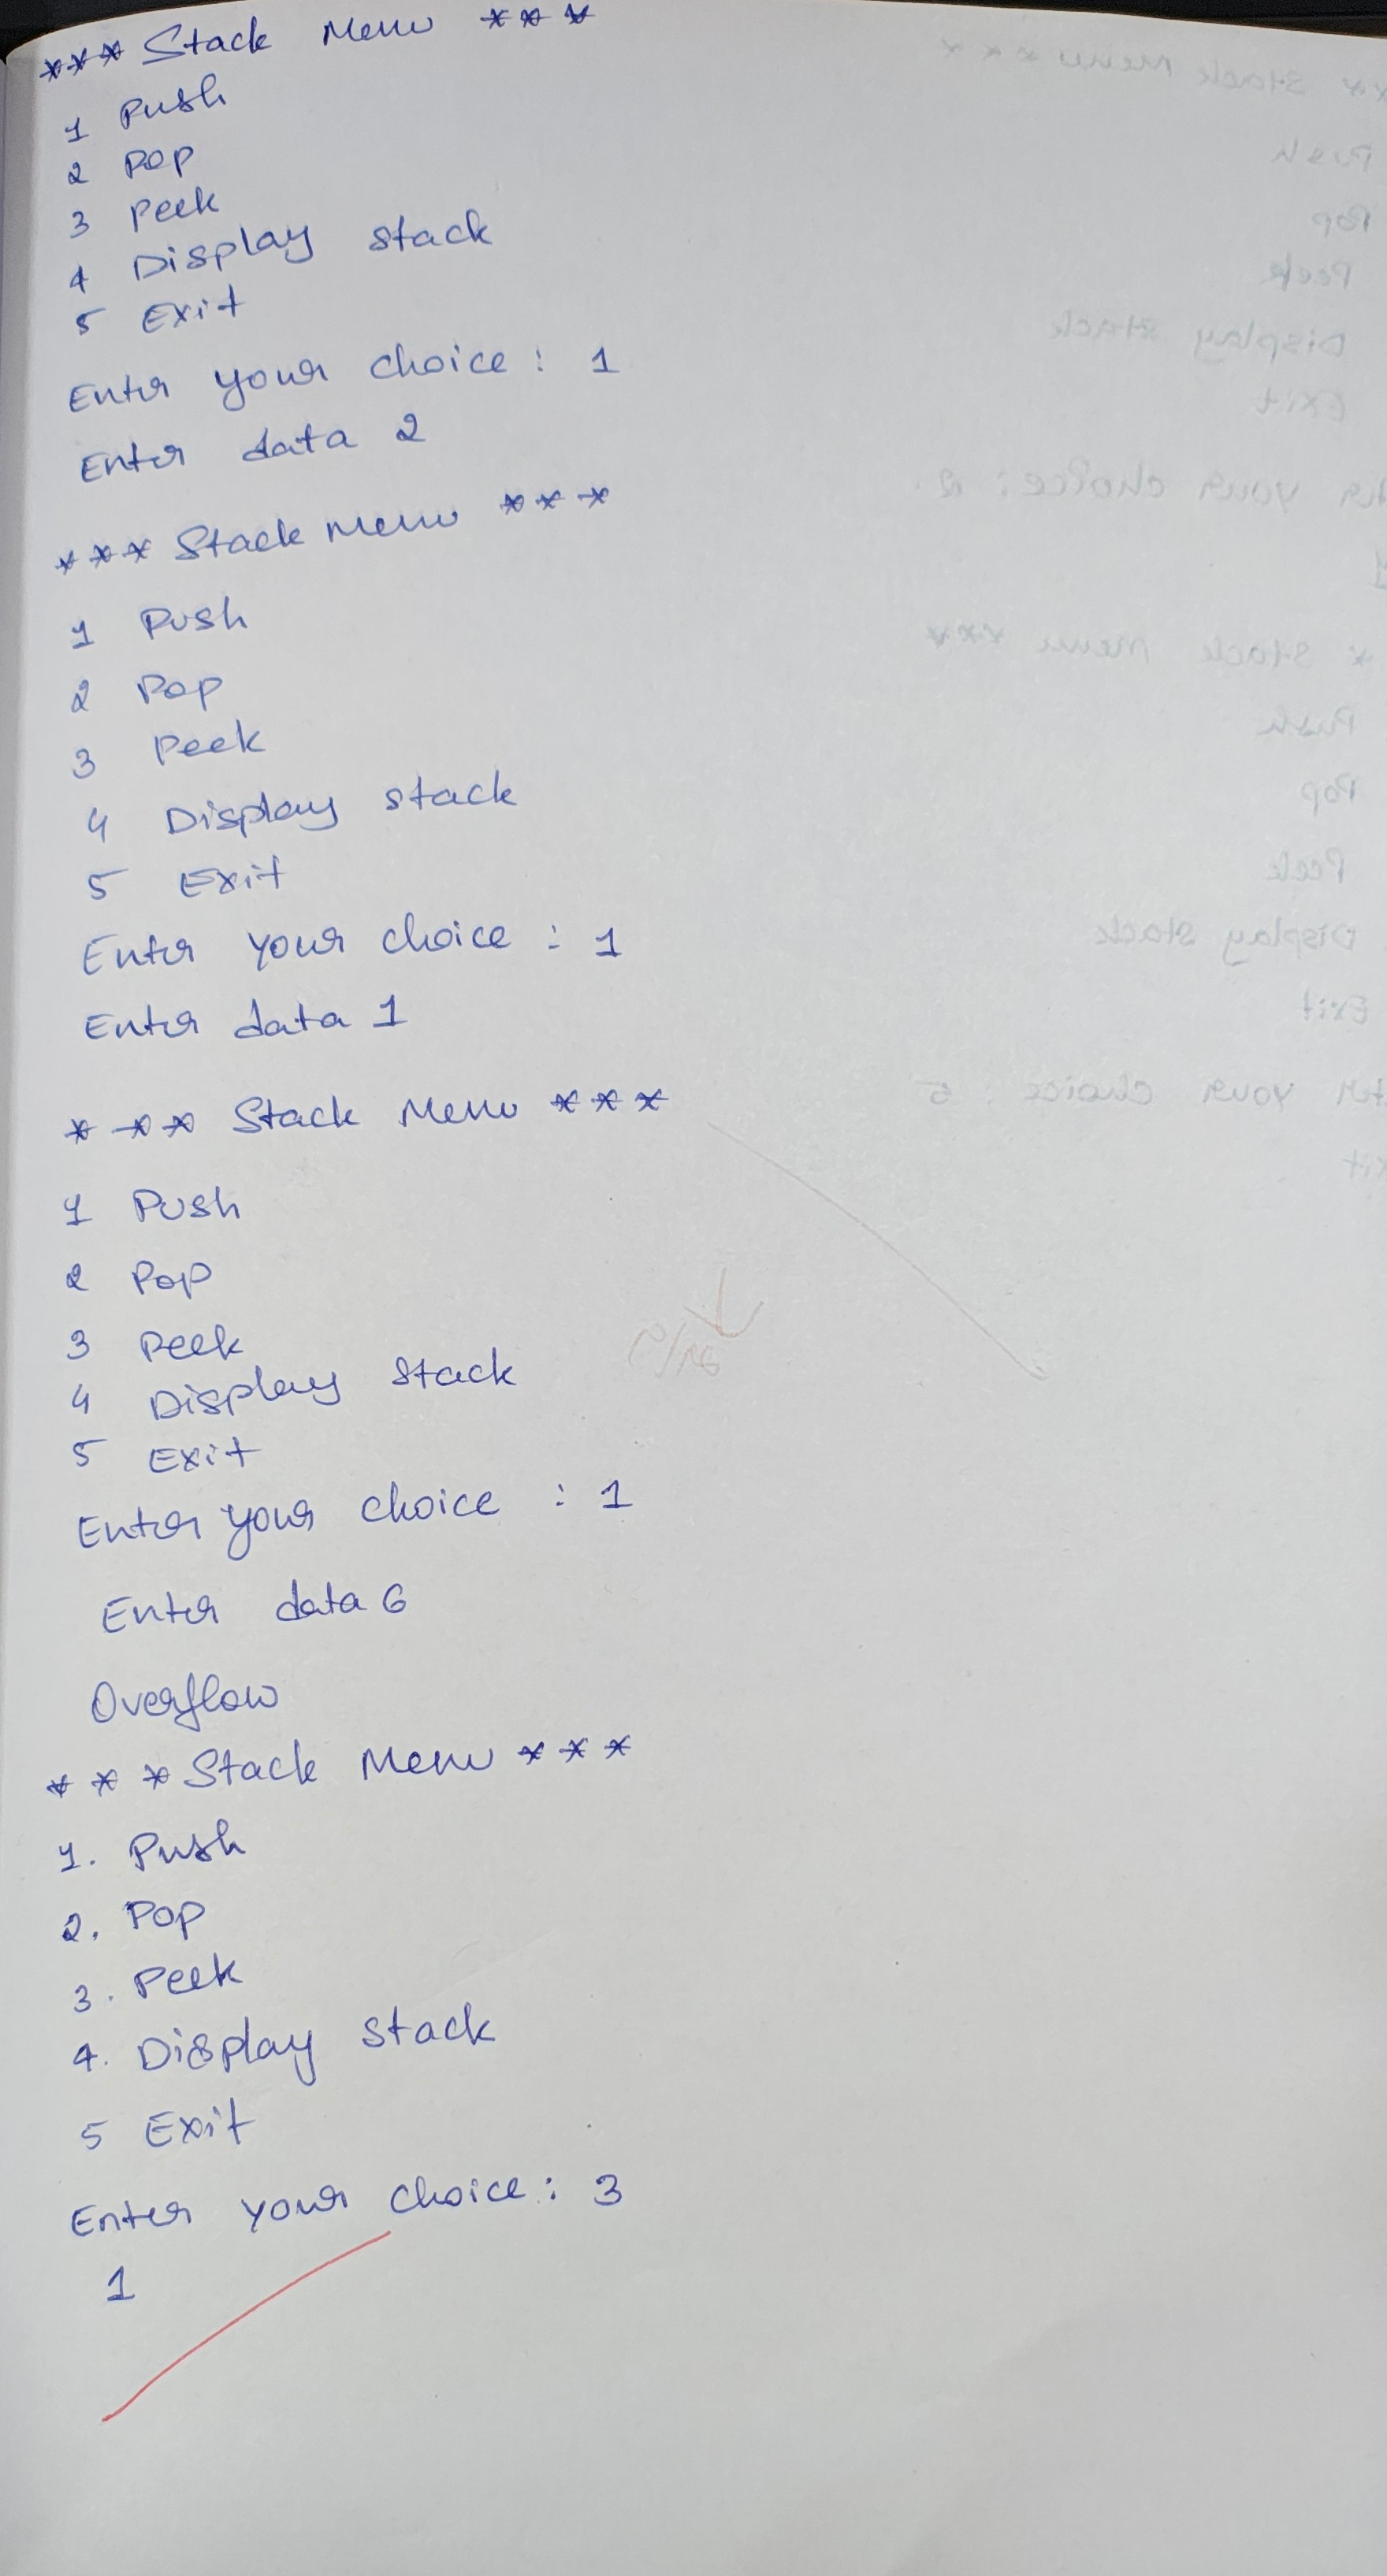 *** Stack Menu ***
1 Push
2 Pop
3 Peek
4 Display stack
5 Exit
Enter your choice : 1
Enter data 2
*** Stack Menu ***
1 Push
2 Pop
3 Peek
4 Display stack
5 Exit
Enter your choice : 1
Enter data 1
*** Stack Menu ***
1 Push
2 Pop
3 Peek
4 Display stack
5 Exit
Enter your choice : 1
Enter data 6
Overflow
*** Stack Menu ***
1. Push
2. Pop
3. Peek
4. Display stack
5 Exit
Enter your choice : 3
1